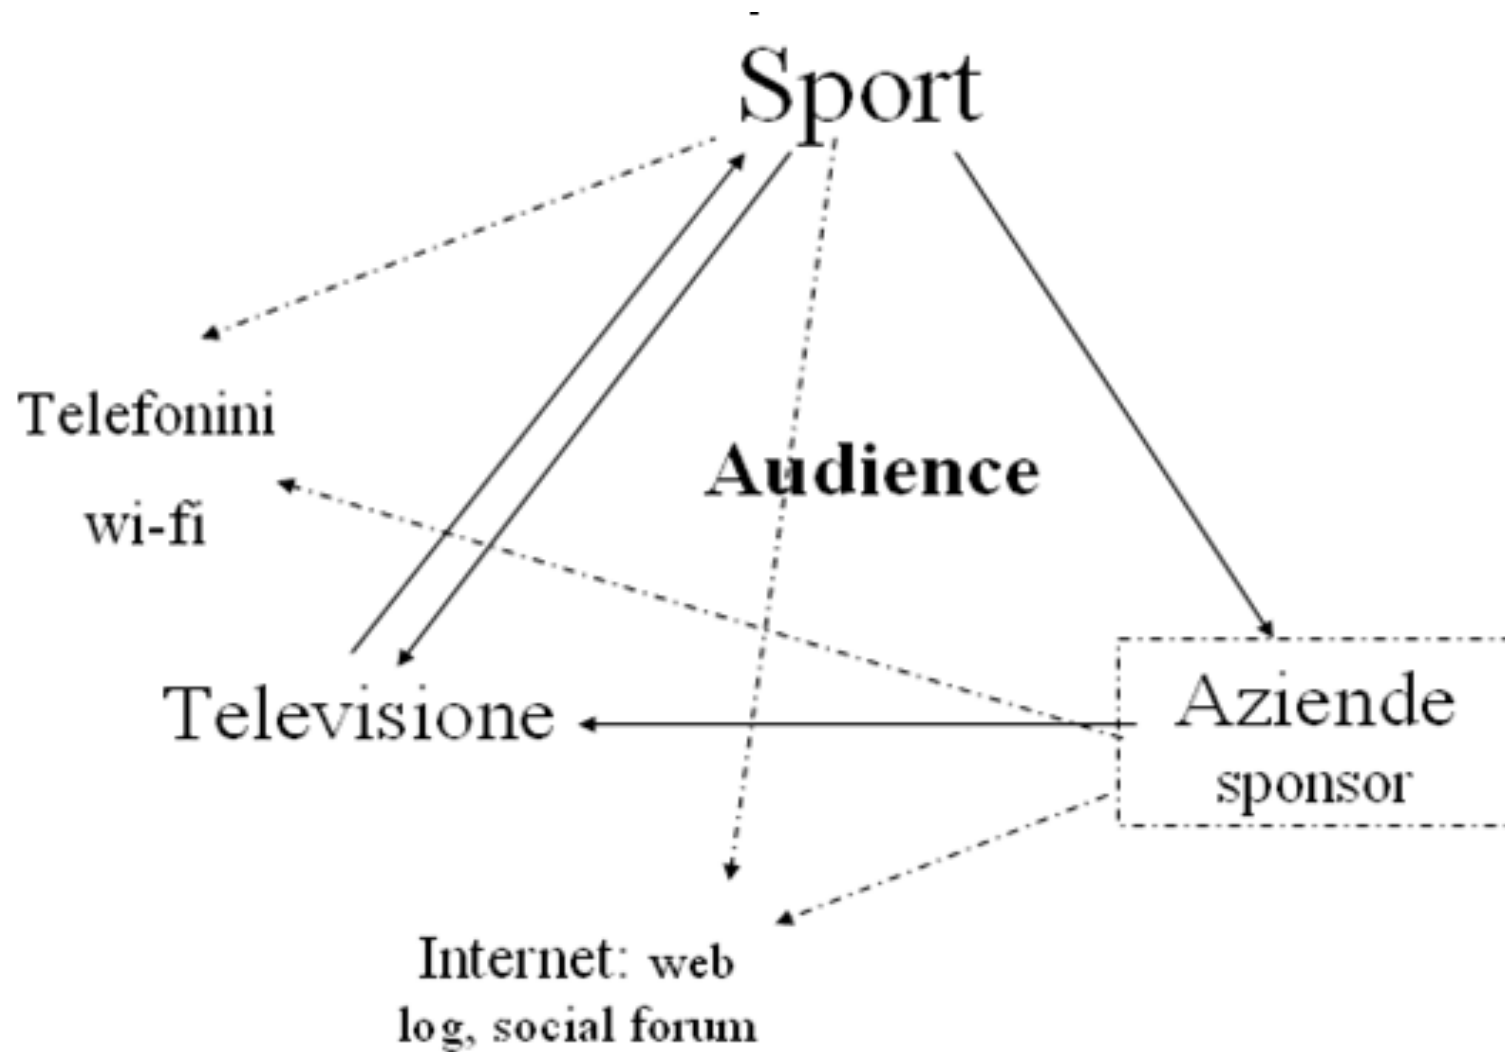 Sport
Telefonini
wi-fi
Audience
Televisione
Aziende
sponsor
Internet: web
log, social forum